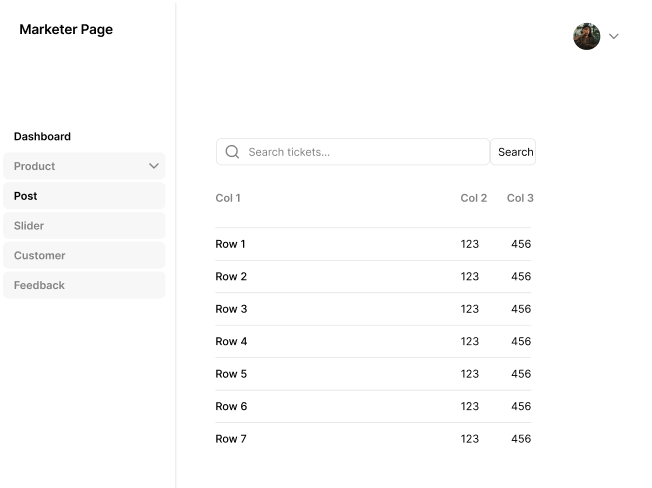 Marketer Page
Dashboard
Product
Post
Slider
Customer
Feedback
Search tickets... Search
Col 1 Col 2 Col 3
Row 1 123 456
Row 2 123 456
Row 3 123 456
Row 4 123 456
Row 5 123 456
Row 6 123 456
Row 7 123 456